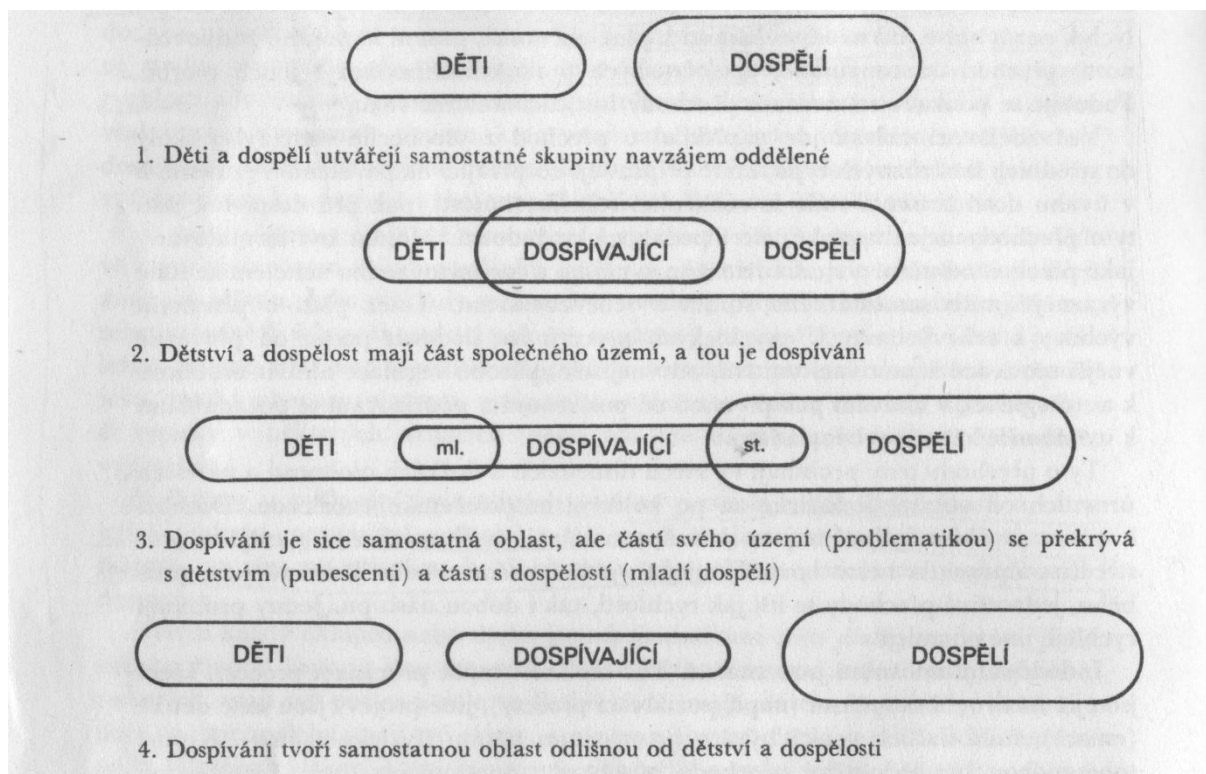 DĚTI DOSPĚLÍ
1. Děti a dospělí utvářejí samostatné skupiny navzájem oddělené
DĚTI DOSPÍVAJÍCÍ DOSPĚLÍ
2. Dětství a dospělost mají část společného území, a tou je dospívání
DĚTI ml. DOSPÍVAJÍCÍ st. DOSPĚLÍ
3. Dospívání je sice samostatná oblast, ale částí svého území (problematikou) se překrývá
s dětstvím (pubescenti) a částí s dospělostí (mladí dospělí)
DĚTI DOSPÍVAJÍCÍ DOSPĚLÍ
4. Dospívání tvoří samostatnou oblast odlišnou od dětství a dospělosti